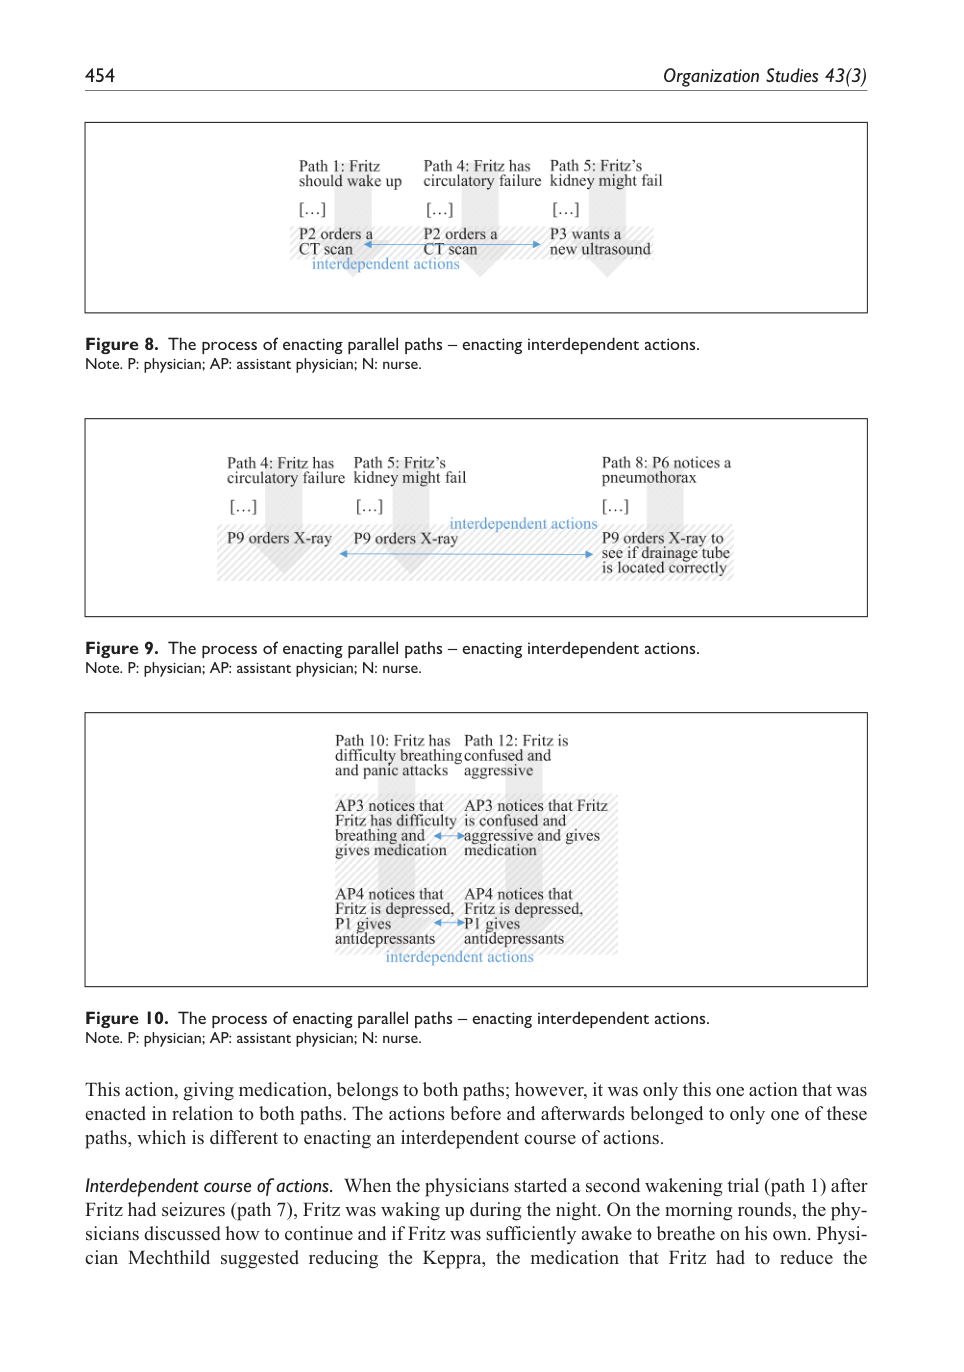 454
Organization Studies 43(3)
Path 1: Fritz
should wake up
Path 4: Fritz has
circulatory failure
Path 5: Fritz’s
kidney might fail
[…]
[…]
[…]
P2 orders a
CT scan
P2 orders a
CT scan
P3 wants a
new ultrasound
interdependent actions
Figure 8. The process of enacting parallel paths – enacting interdependent actions.
Note. P: physician; AP: assistant physician; N: nurse.
Path 4: Fritz has
circulatory failure
Path 5: Fritz’s
kidney might fail
Path 8: P6 notices a
pneumothorax
[…]
[…]
[…]
interdependent actions
P9 orders X-ray
P9 orders X-ray
P9 orders X-ray to
see if drainage tube
is located correctly
Figure 9. The process of enacting parallel paths – enacting interdependent actions.
Note. P: physician; AP: assistant physician; N: nurse.
Path 10: Fritz has
difficulty breathing
and panic attacks
Path 12: Fritz is
confused and
aggressive
AP3 notices that
Fritz has difficulty
breathing and
gives medication
AP3 notices that Fritz
is confused and
aggressive and gives
medication
AP4 notices that
Fritz is depressed,
P1 gives
antidepressants
AP4 notices that
Fritz is depressed,
P1 gives
antidepressants
interdependent actions
Figure 10. The process of enacting parallel paths – enacting interdependent actions.
Note. P: physician; AP: assistant physician; N: nurse.
This action, giving medication, belongs to both paths; however, it was only this one action that was
enacted in relation to both paths. The actions before and afterwards belonged to only one of these
paths, which is different to enacting an interdependent course of actions.
Interdependent course of actions. When the physicians started a second wakening trial (path 1) after
Fritz had seizures (path 7), Fritz was waking up during the night. On the morning rounds, the phy-
sicians discussed how to continue and if Fritz was sufficiently awake to breathe on his own. Physi-
cian Mechthild suggested reducing the Keppra, the medication that Fritz had to reduce the